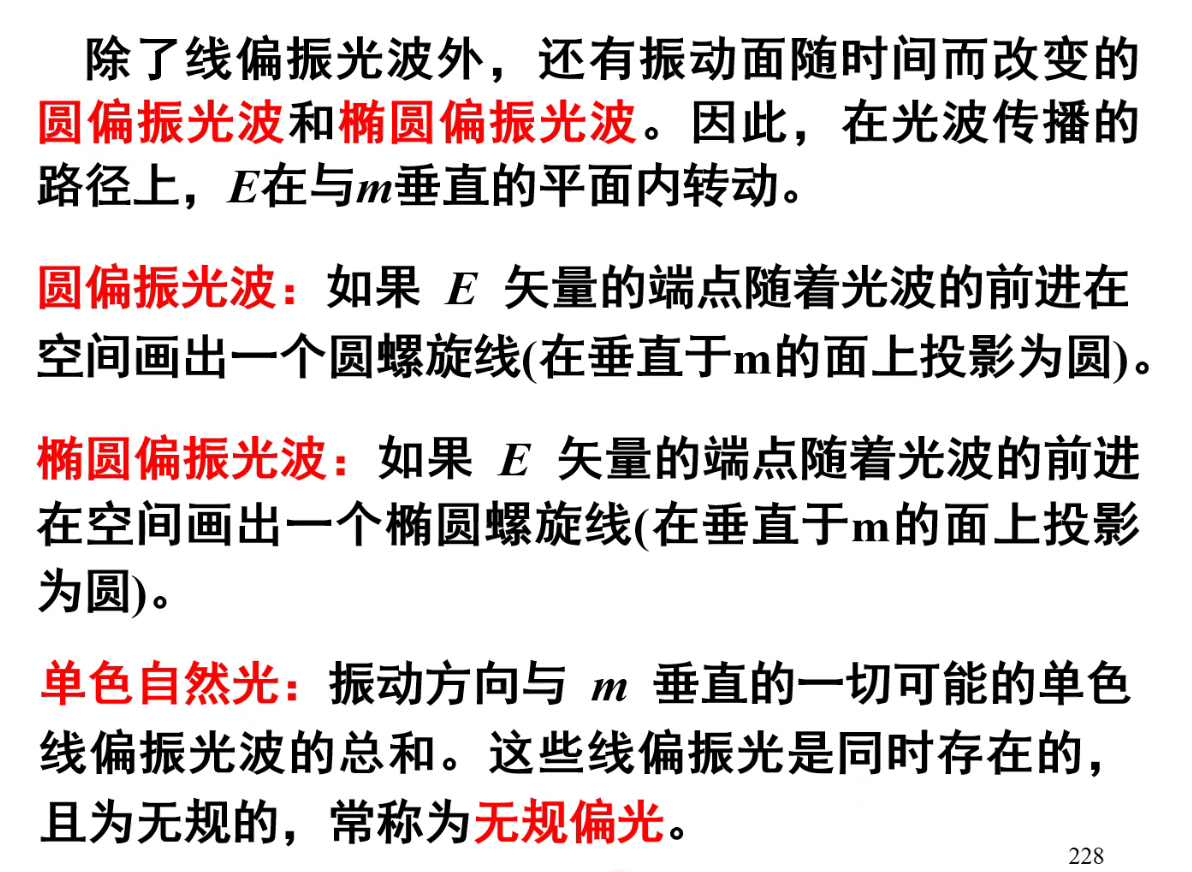 除了线偏振光波外，还有振动面随时间而改变的
圆偏振光波和椭圆偏振光波。因此，在光波传播的
路径上，E在与m垂直的平面内转动。
圆偏振光波：如果 E 矢量的端点随着光波的前进在
空间画出一个圆螺旋线(在垂直于m的面上投影为圆)。
椭圆偏振光波：如果 E 矢量的端点随着光波的前进
在空间画出一个椭圆螺旋线(在垂直于m的面上投影
为圆)。
单色自然光：振动方向与 m 垂直的一切可能的单色
线偏振光波的总和。这些线偏振光是同时存在的，
且为无规的，常称为无规偏光。
228